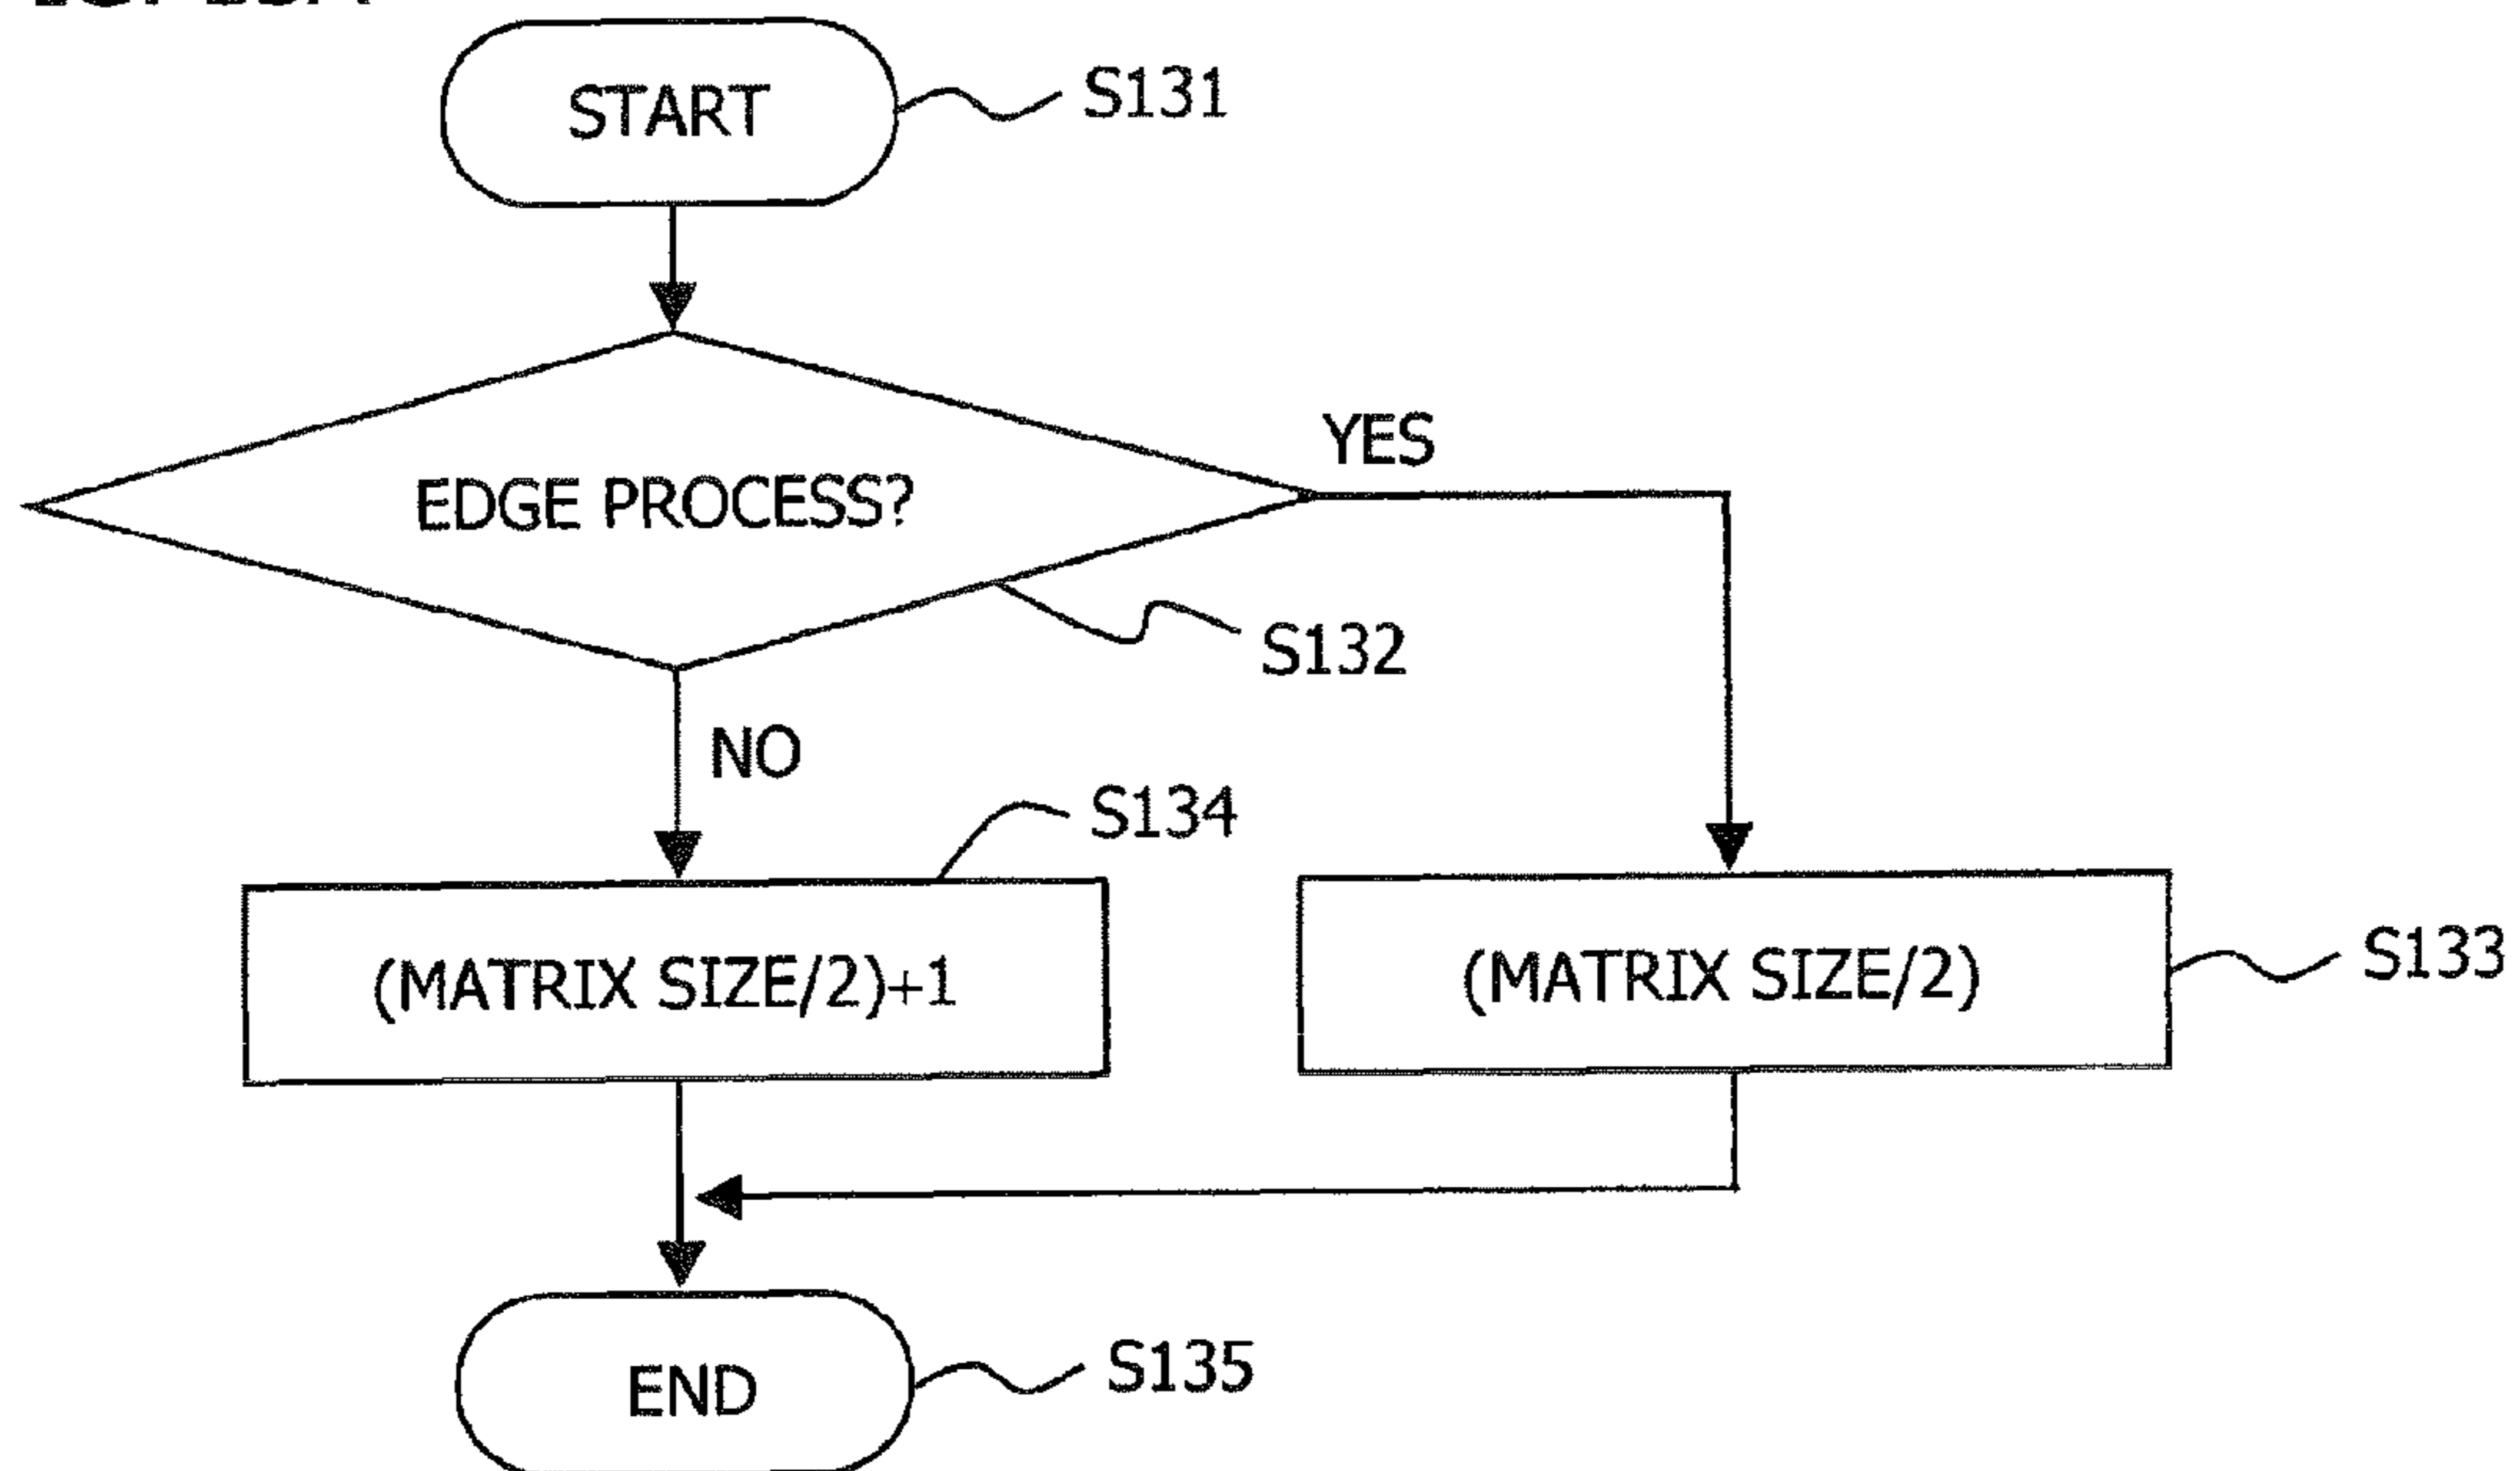 START
S131
EDGE PROCESS?
YES
S132
NO
S134
(MATRIX SIZE/2)+1
(MATRIX SIZE/2)
S133
END
S135